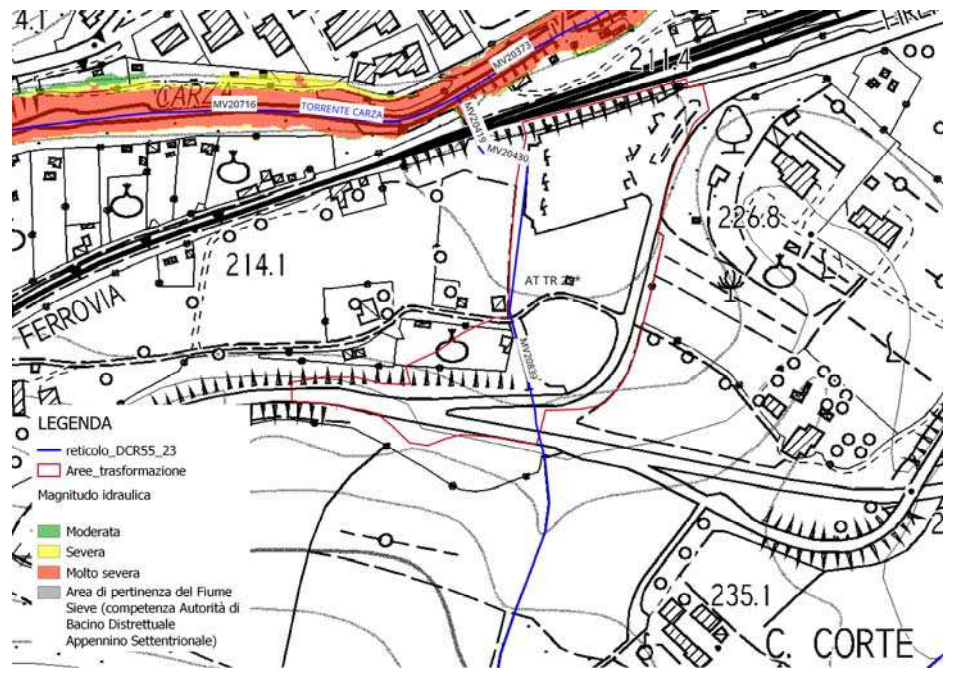 4.1
MV20373
211.4
CARZA
MV20716
TORRENTE CARZA
MV20419
MV20430
226.8
214.1
FERROVIA
AT TR
MV20839
LEGENDA
reticolo_DCR55_23
Aree_trasformazione
Magnitudo idraulica
Moderata
Severa
Molto severa
Area di pertinenza del Fiume
Sieve (competenza Autorità di
Bacino Distrettuale
Appennino Settentrionale)
235.1
C. CORTE